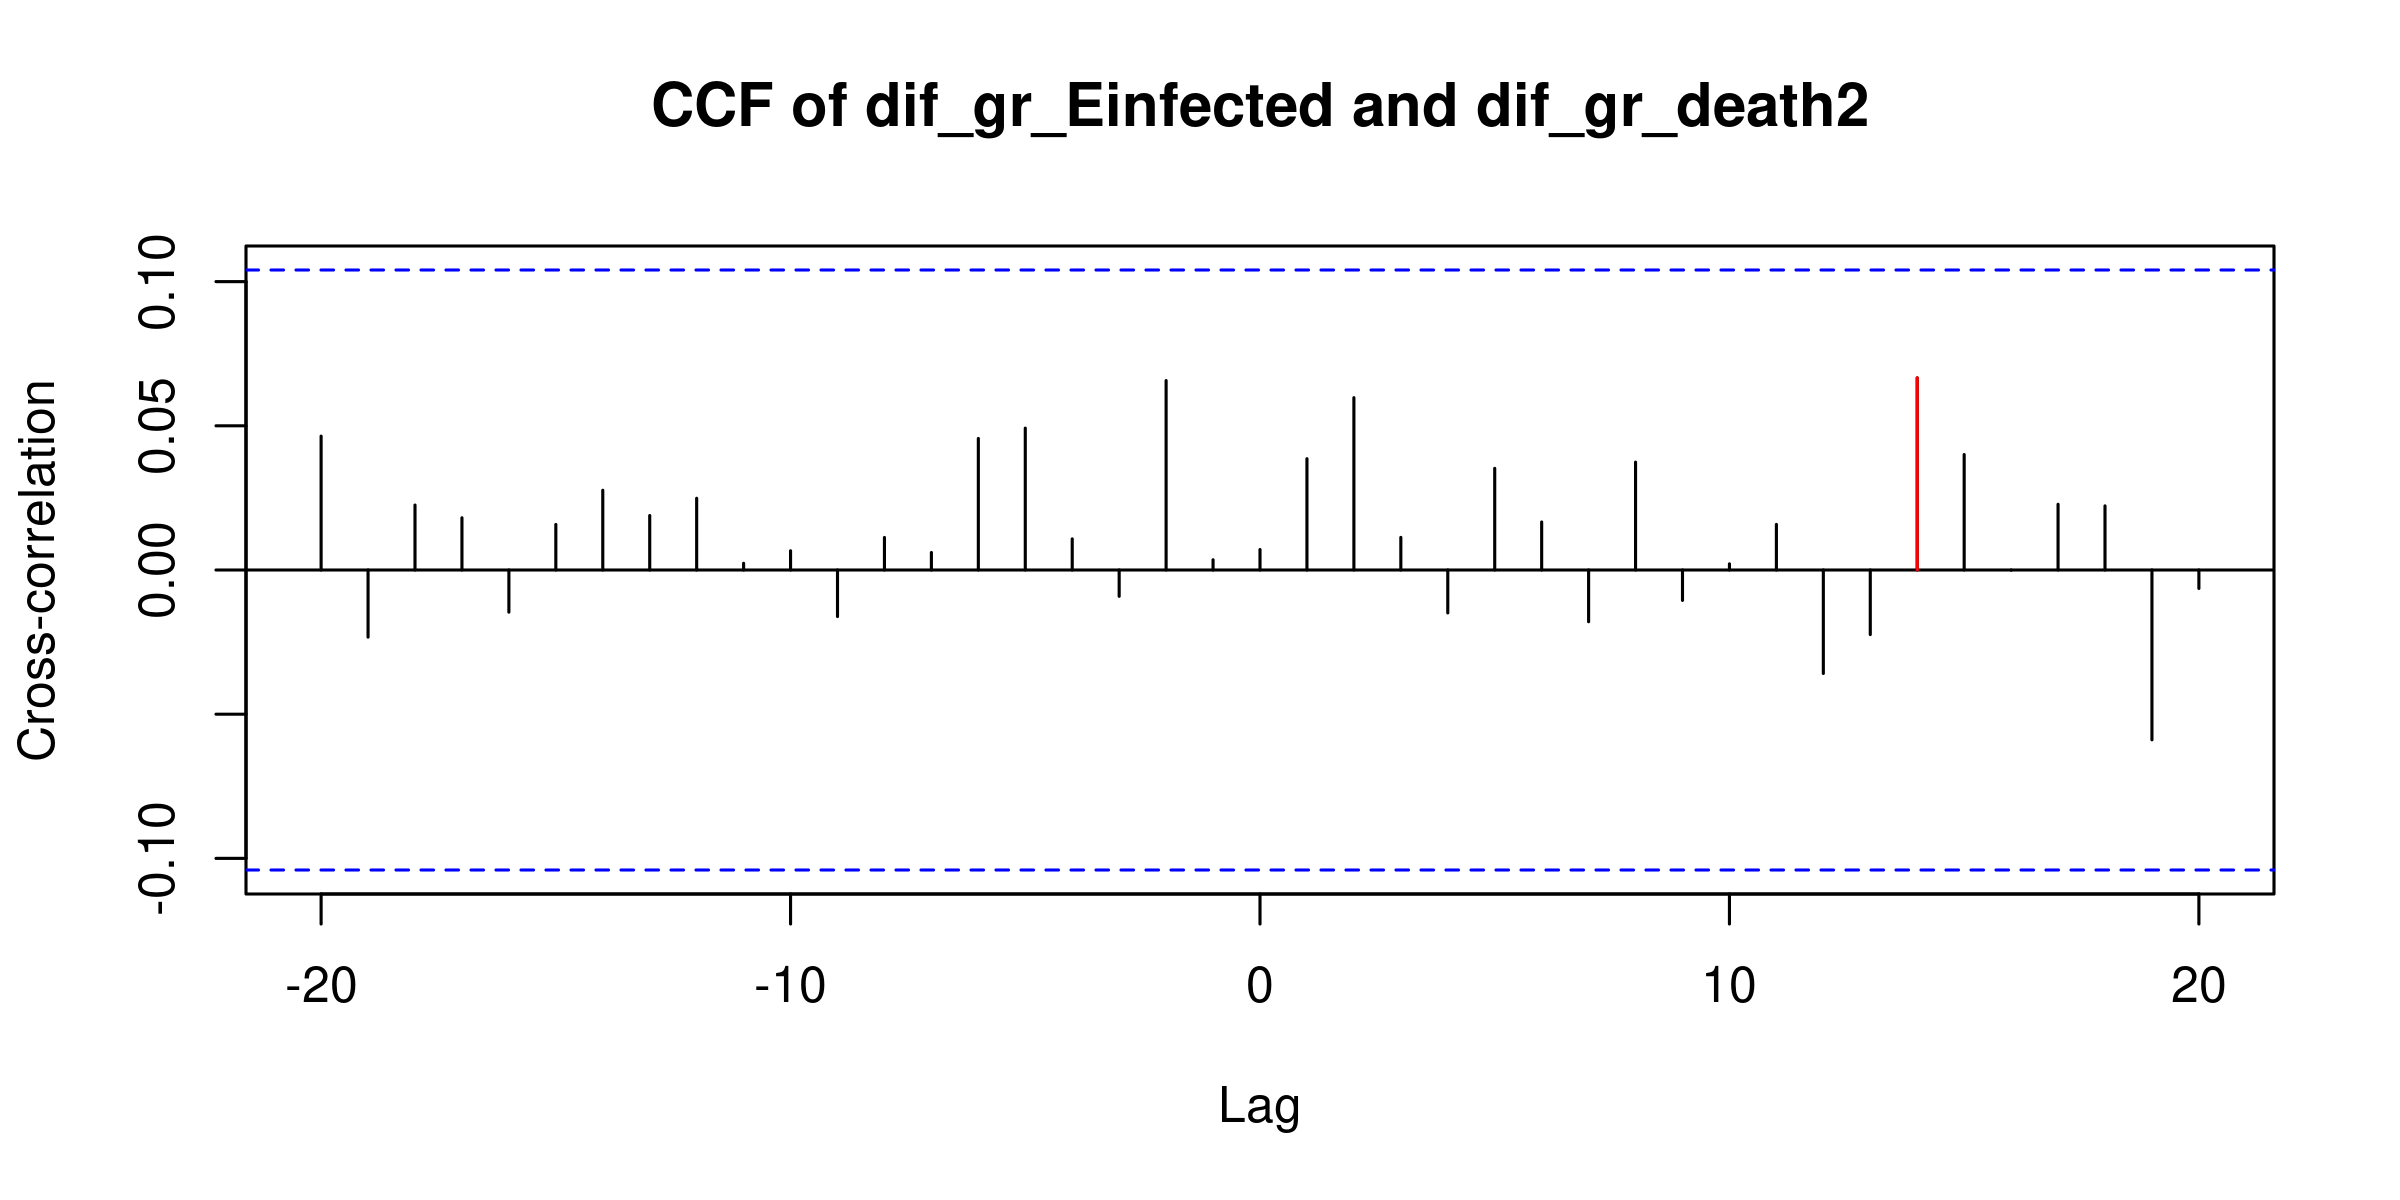 CCF of dif_gr_Einfected and dif_gr_death2
Cross-correlation
0.10
0.05
0.00
-0.10
-20 -10 0 10 20
Lag